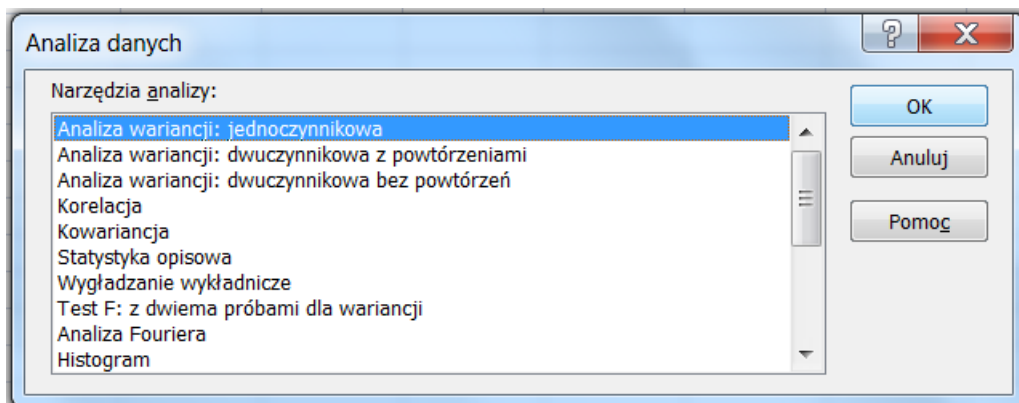 Analiza danych
Narzędzia analizy:
Analiza wariancji: jednoczynnikowa
Analiza wariancji: dwuczynnikowa z powtórzeniami
Analiza wariancji: dwuczynnikowa bez powtórzeń
Korelacja
Kowariancja
Statystyka opisowa
Wygładzanie wykładnicze
Test F: z dwiema próbami dla wariancji
Analiza Fouriera
Histogram
OK
Anuluj
Pomoc